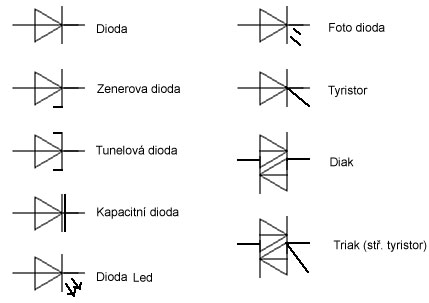 Dioda
Zenerova dioda
Tunelová dioda
Kapacitní dioda
Dioda Led
Foto dioda
Tyristor
Diak
Triak (stř. tyristor)